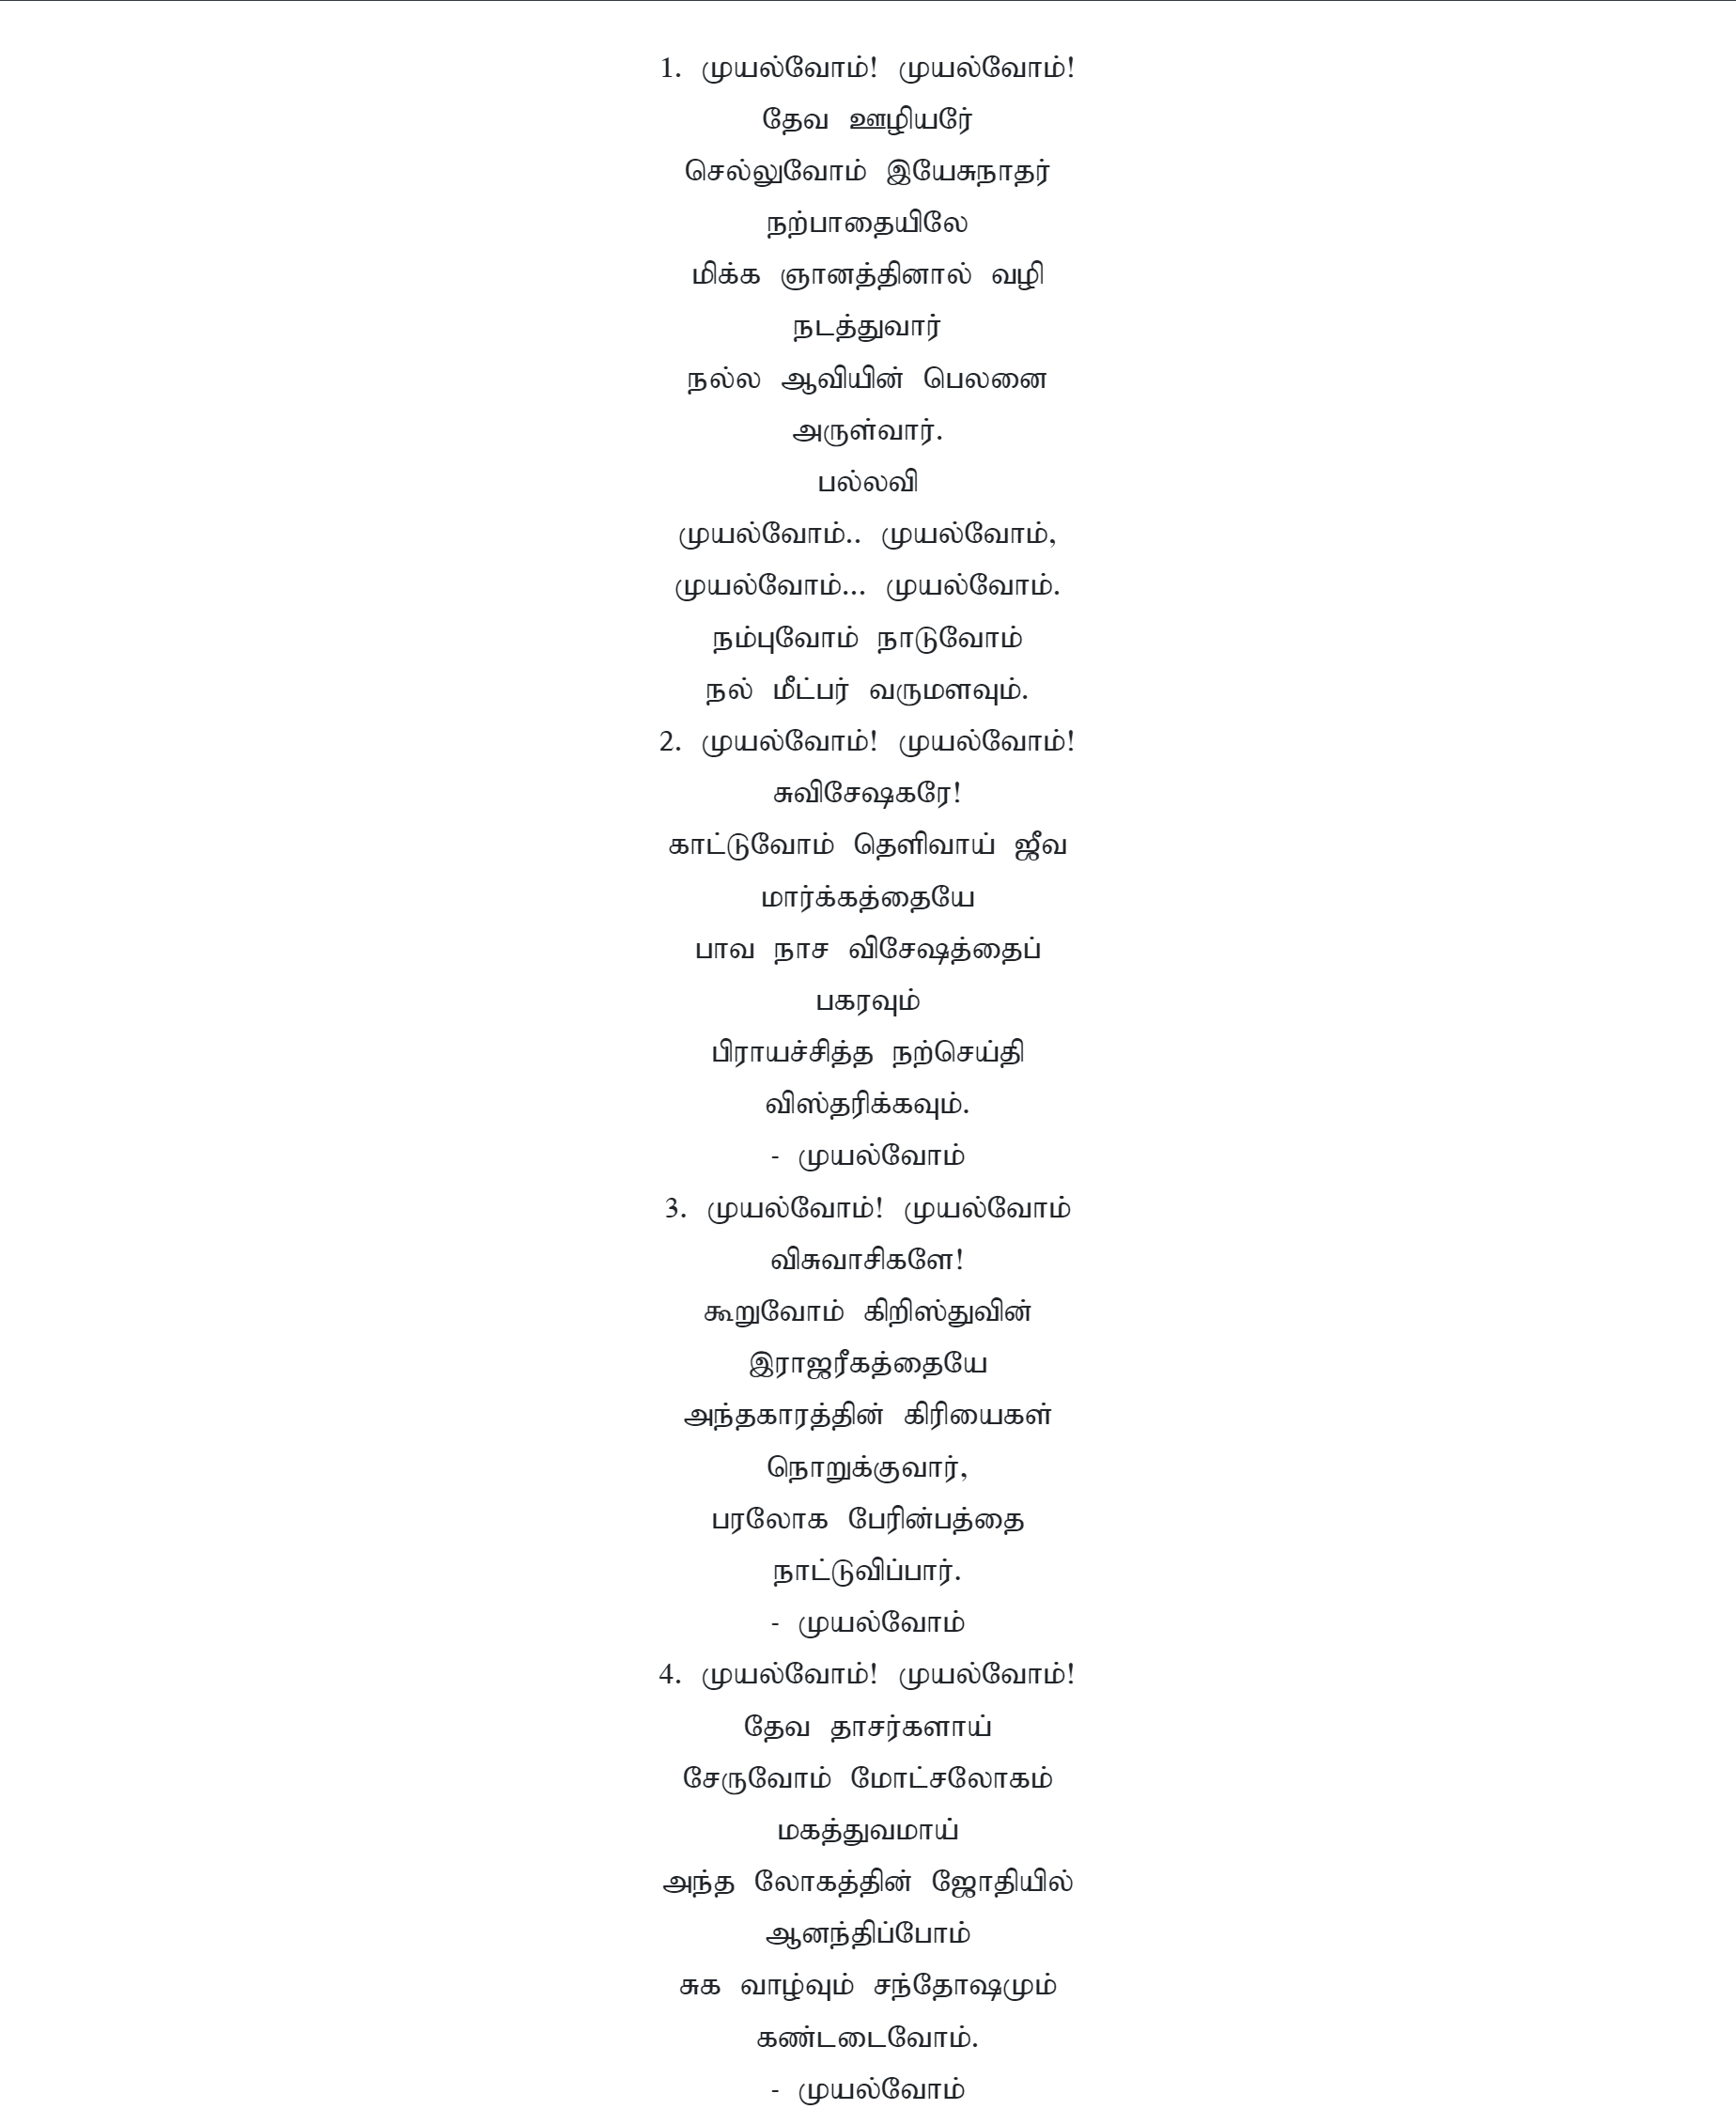 1. முயல்வோம்! முயல்வோம்!
தேவ ஊழியரே்
செல்லுவோம் இயேசுநாதர்
நற்பாதையிலே
மிக்க ஞானத்தினால் வழி
நடத்துவார்
நல்ல ஆவியின் பெலனை
அருள்வார்.
பல்லவி
முயல்வோம்.. முயல்வோம்,
முயல்வோம்... முயல்வோம்.
நம்புவோம் நாடுவோம்
நல் மீட்பர் வருமளவும்.
2. முயல்வோம்! முயல்வோம்!
சுவிசேஷகரே!
காட்டுவோம் தெளிவாய் ஜீவ
மார்க்கத்தையே
பாவ நாச விசேஷத்தைப்
பகரவும்
பிராயச்சித்த நற்செய்தி
விஸ்தரிக்கவும்.
- முயல்வோம்
3. முயல்வோம்! முயல்வோம்
விசுவாசிகளே!
கூறுவோம் கிறிஸ்துவின்
இராஜரீகத்தையே
அந்தகாரத்தின் கிரியைகள்
நொறுக்குவார்,
பரலோக பேரின்பத்தை
நாட்டுவிப்பார்.
- முயல்வோம்
4. முயல்வோம்! முயல்வோம்!
தேவ தாசர்களாய்
சேருவோம் மோட்சலோகம்
மகத்துவமாய்
அந்த லோகத்தின் ஜோதியில்
ஆனந்திப்போம்
சுக வாழ்வும் சந்தோஷமும்
கண்டடைவோம்.
- முயல்வோம்